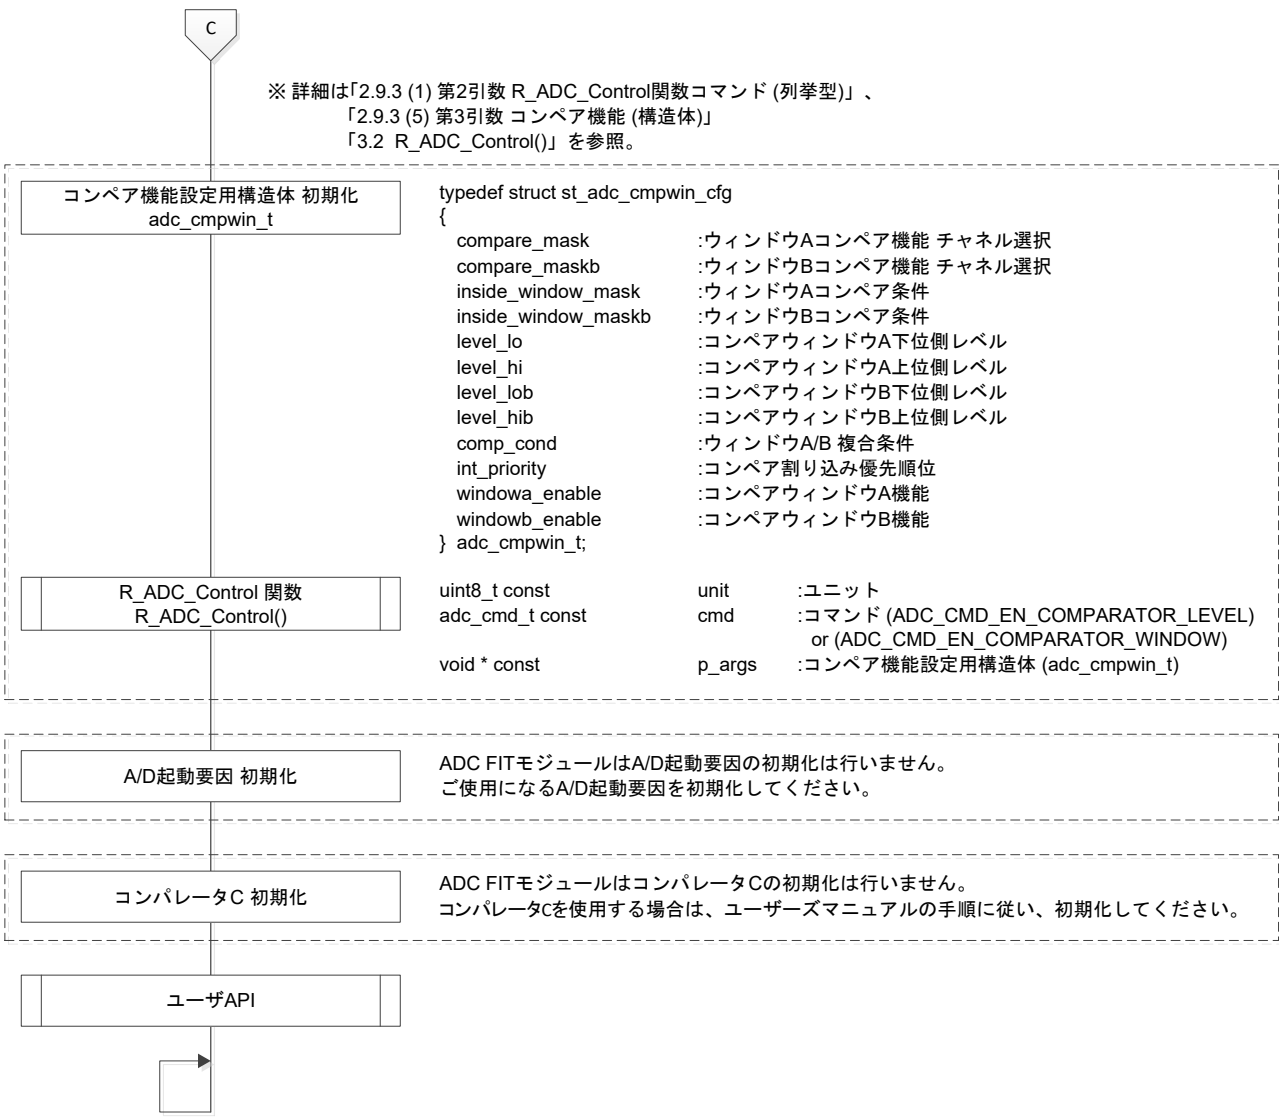 C
※ 詳細は「2.9.3 (1) 第2引数 R_ADC_Control関数コマンド (列挙型)」、
「2.9.3 (5) 第3引数 コンペア機能 (構造体)」
「3.2 R_ADC_Control()」を参照。
コンペア機能設定用構造体 初期化
adc_cmpwin_t
typedef struct st_adc_cmpwin_cfg
{
compare_mask :ウィンドウAコンペア機能 チャネル選択
compare_maskb :ウィンドウBコンペア機能 チャネル選択
inside_window_mask :ウィンドウAコンペア条件
inside_window_maskb :ウィンドウBコンペア条件
level_lo :コンペアウィンドウA下位側レベル
level_hi :コンペアウィンドウA上位側レベル
level_lob :コンペアウィンドウB下位側レベル
level_hib :コンペアウィンドウB上位側レベル
comp_cond :ウィンドウA/B 複合条件
int_priority :コンペア割り込み優先順位
windowa_enable :コンペアウィンドウA機能
windowb_enable :コンペアウィンドウB機能
} adc_cmpwin_t;
R_ADC_Control 関数
R_ADC_Control()
uint8_t const unit :ユニット
adc_cmd_t const cmd :コマンド (ADC_CMD_EN_COMPARATOR_LEVEL)
or (ADC_CMD_EN_COMPARATOR_WINDOW)
void * const p_args :コンペア機能設定用構造体 (adc_cmpwin_t)
A/D起動要因 初期化
ADC FITモジュールはA/D起動要因の初期化は行いません。
ご使用になるA/D起動要因を初期化してください。
コンパレータC 初期化
ADC FITモジュールはコンパレータCの初期化は行いません。
コンパレータCを使用する場合は、ユーザーズマニュアルの手順に従い、初期化してください。
ユーザAPI